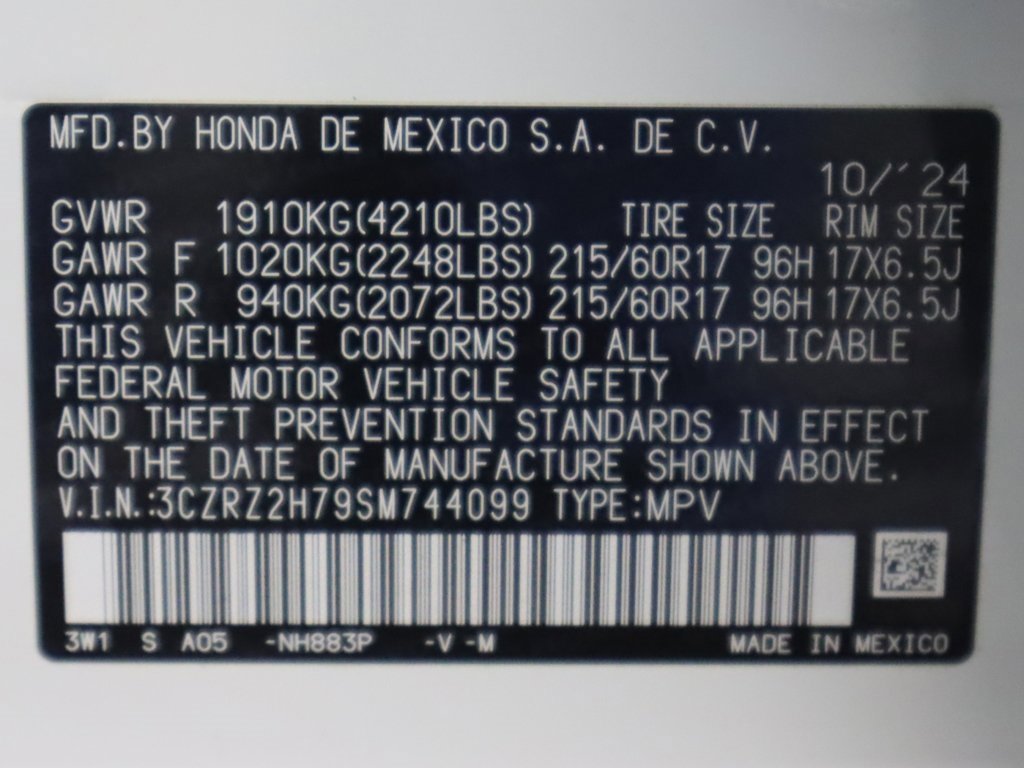 MFD.BY HONDA DE MEXICO S.A. DE C.V.
10/´24
GVWR 1910KG(4210LBS) TIRE SIZE RIM SIZE
GAWR F 1020KG(2248LBS) 215/60R17 96H 17X6.5J
GAWR R 940KG(2072LBS) 215/60R17 96H 17X6.5J
THIS VEHICLE CONFORMS TO ALL APPLICABLE
FEDERAL MOTOR VEHICLE SAFETY
AND THEFT PREVENTION STANDARDS IN EFFECT
ON THE DATE OF MANUFACTURE SHOWN ABOVE.
V.I.N.:3CZRZ2H79SM744099 TYPE:MPV
3W1 S A05 -NH883P -V -M MADE IN MEXICO